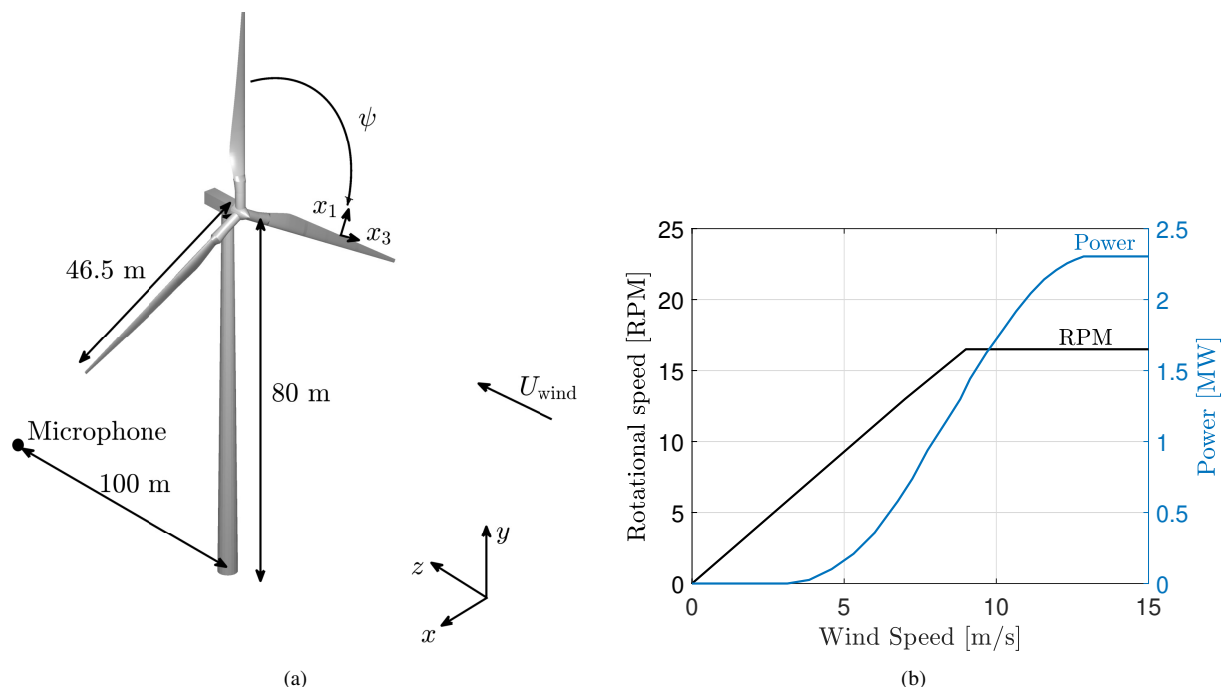 ψ
x₁
x₃
46.5 m
80 m
U_wind
Microphone
100 m
y
z
x
(a)
25
20
15
10
5
0
Rotational speed [RPM]
2.5
2
1.5
1
0.5
0
Power [MW]
Power
RPM
0 5 10 15
Wind Speed [m/s]
(b)